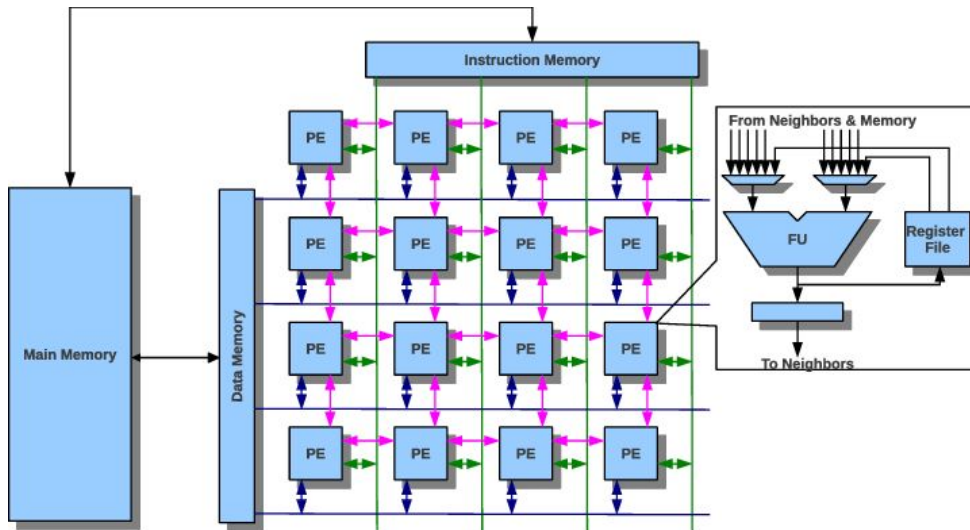 Instruction Memory
PE PE PE PE
From Neighbors & Memory
PE PE PE PE
FU
Register
File
Main Memory
Data Memory
PE PE PE PE
To Neighbors
PE PE PE PE